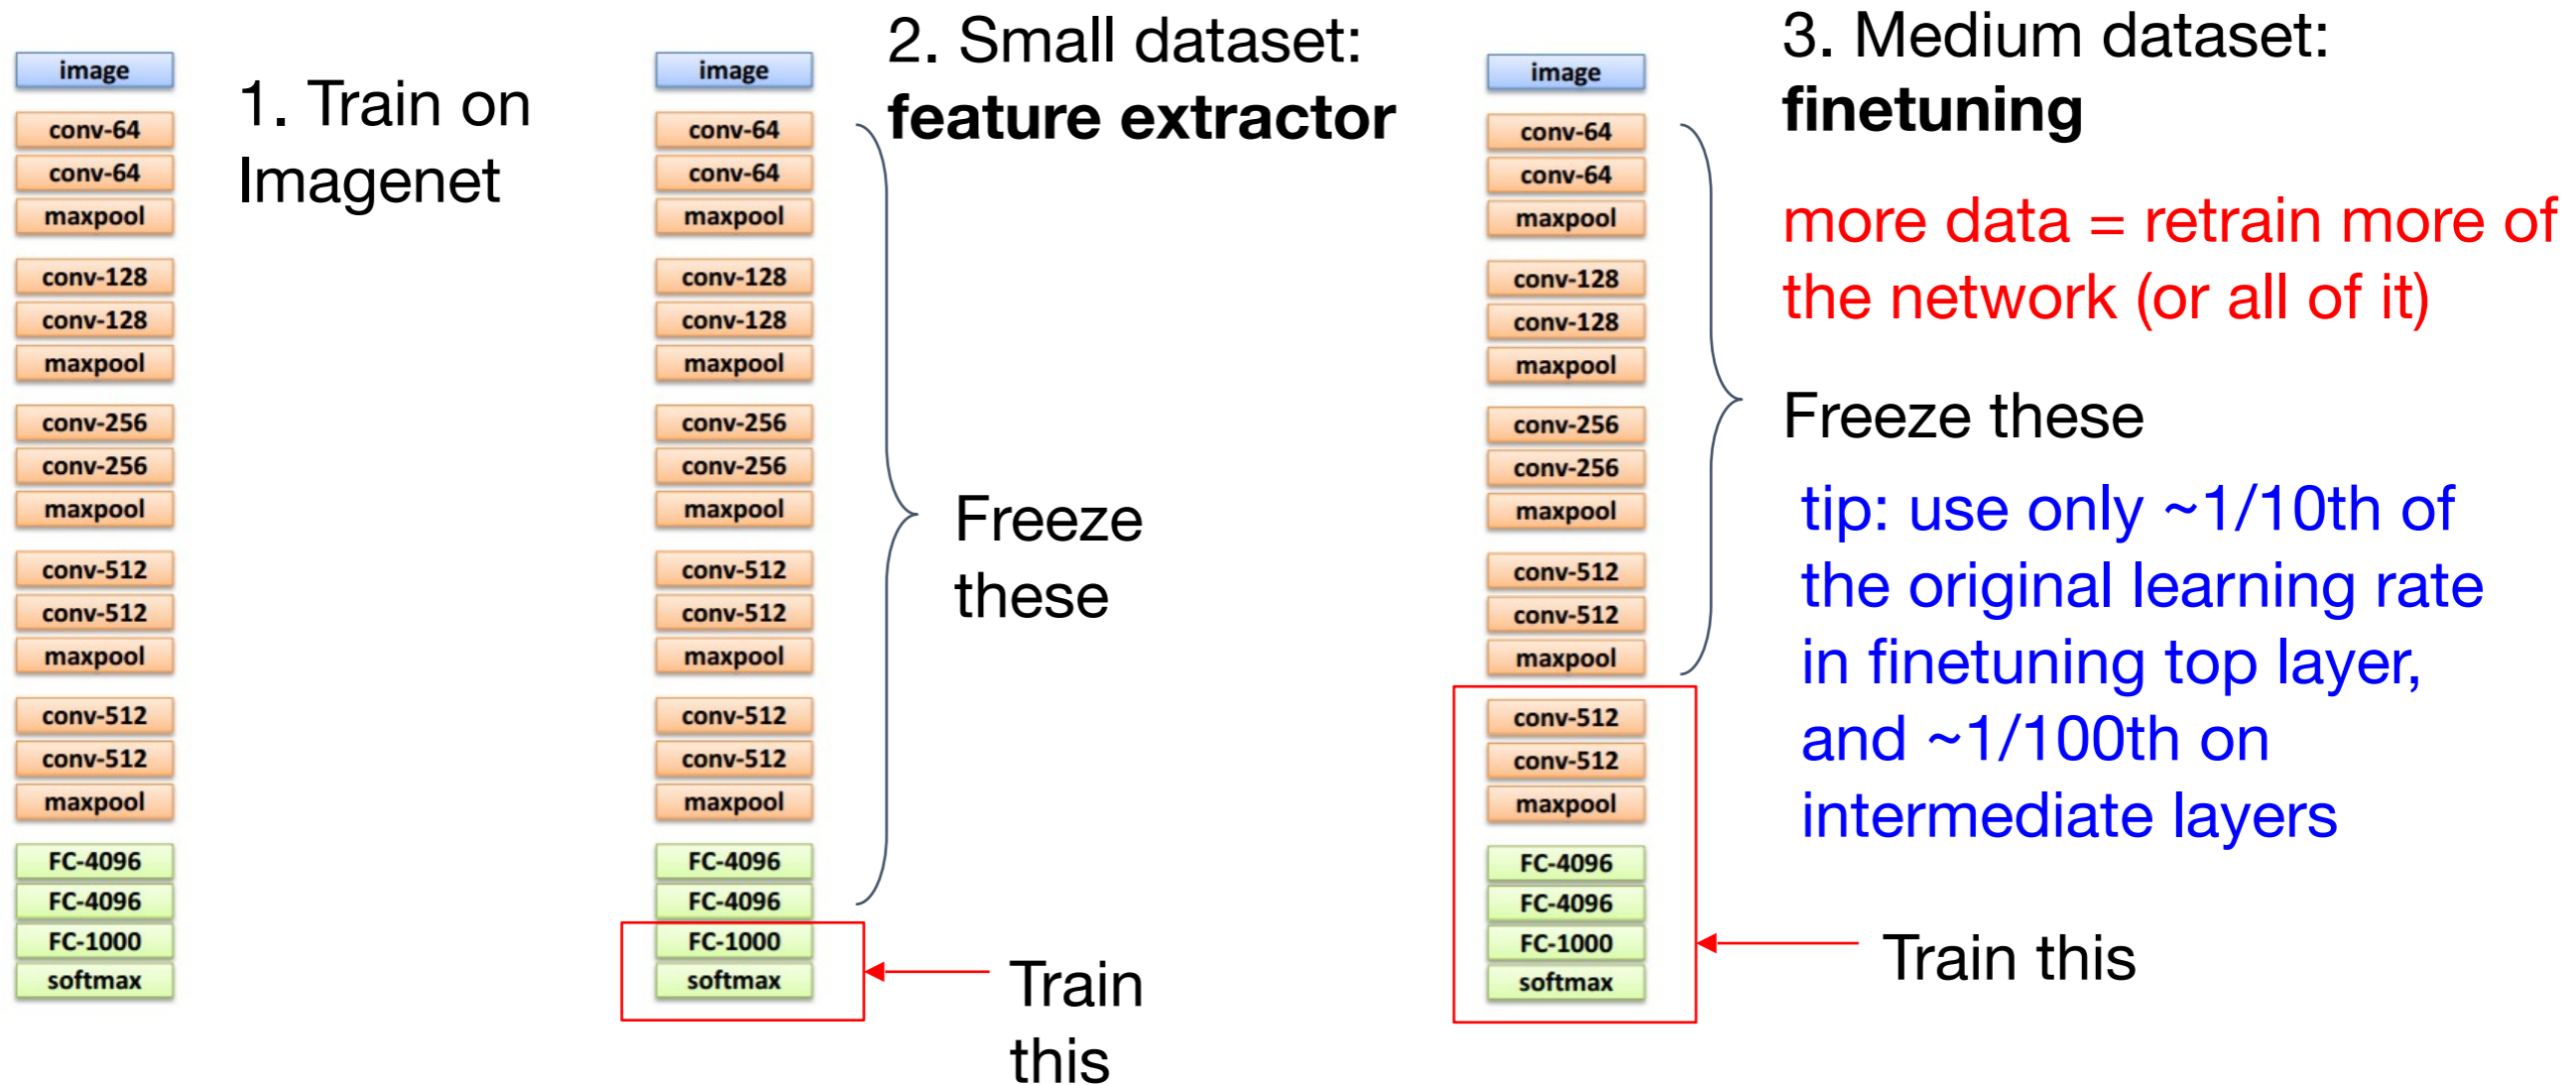 image
conv-64
conv-64
maxpool
conv-128
conv-128
maxpool
conv-256
conv-256
maxpool
conv-512
conv-512
maxpool
conv-512
conv-512
maxpool
FC-4096
FC-4096
FC-1000
softmax
1. Train on
Imagenet
image
conv-64
conv-64
maxpool
conv-128
conv-128
maxpool
conv-256
conv-256
maxpool
conv-512
conv-512
maxpool
conv-512
conv-512
maxpool
FC-4096
FC-4096
FC-1000
softmax
2. Small dataset:
feature extractor
Freeze
these
Train
this
image
conv-64
conv-64
maxpool
conv-128
conv-128
maxpool
conv-256
conv-256
maxpool
conv-512
conv-512
maxpool
conv-512
conv-512
maxpool
FC-4096
FC-4096
FC-1000
softmax
3. Medium dataset:
finetuning
more data = retrain more of
the network (or all of it)
Freeze these
tip: use only ~1/10th of
the original learning rate
in finetuning top layer,
and ~1/100th on
intermediate layers
Train this